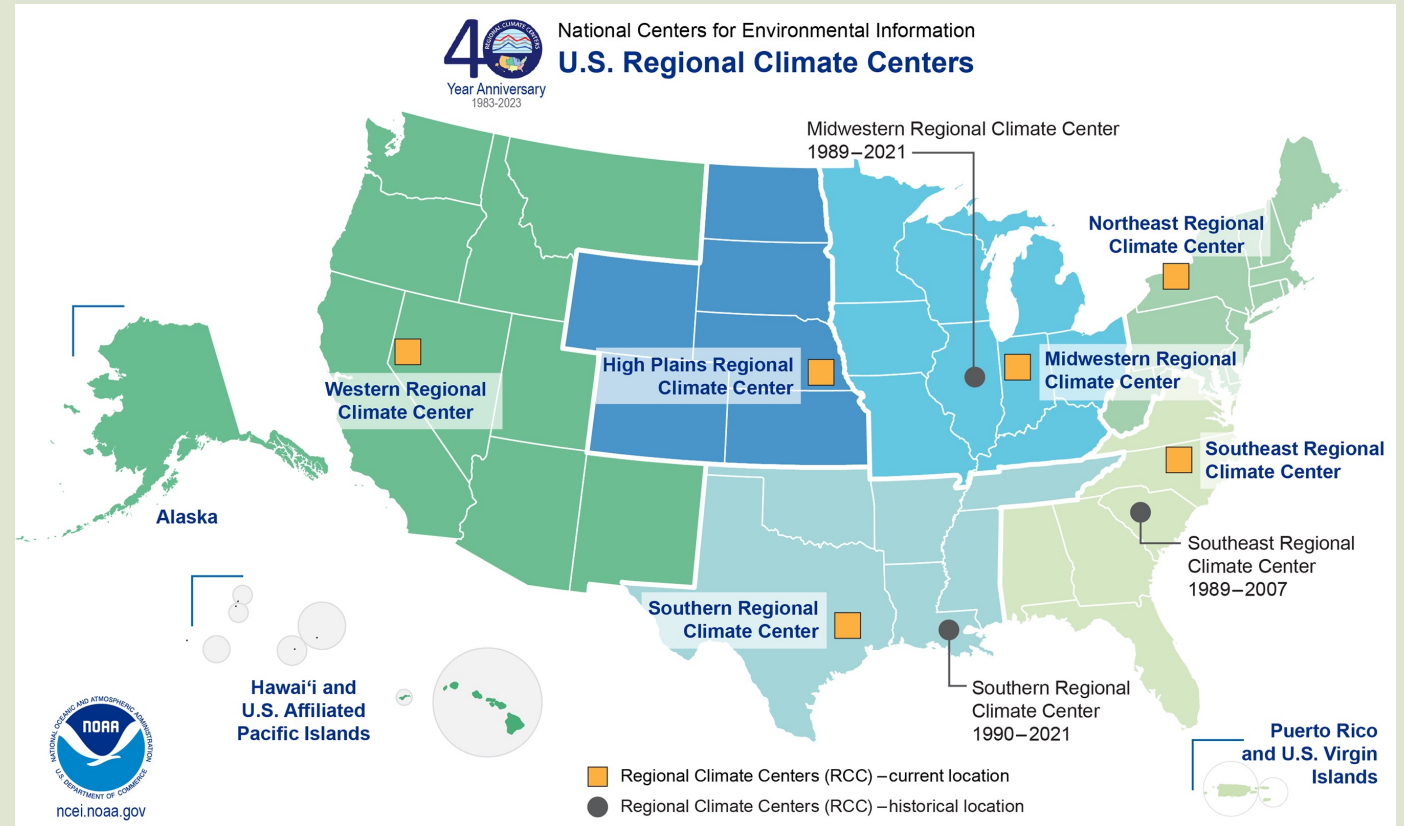 40
REGIONAL CLIMATE CENTERS
Year Anniversary
1983-2023
National Centers for Environmental Information
U.S. Regional Climate Centers
Midwestern Regional Climate Center
1989–2021
Northeast Regional
Climate Center
High Plains Regional
Climate Center
Midwestern Regional
Climate Center
Western Regional
Climate Center
Southeast Regional
Climate Center
Alaska
Southeast Regional
Climate Center
1989–2007
Southern Regional
Climate Center
Hawaiʻi and
U.S. Affiliated
Pacific Islands
Southern Regional
Climate Center
1990–2021
Puerto Rico
and U.S. Virgin
Islands
NATIONAL OCEANIC AND ATMOSPHERIC ADMINISTRATION
NOAA
U.S. DEPARTMENT OF COMMERCE
ncei.noaa.gov
Regional Climate Centers (RCC) –current location
Regional Climate Centers (RCC) –historical location